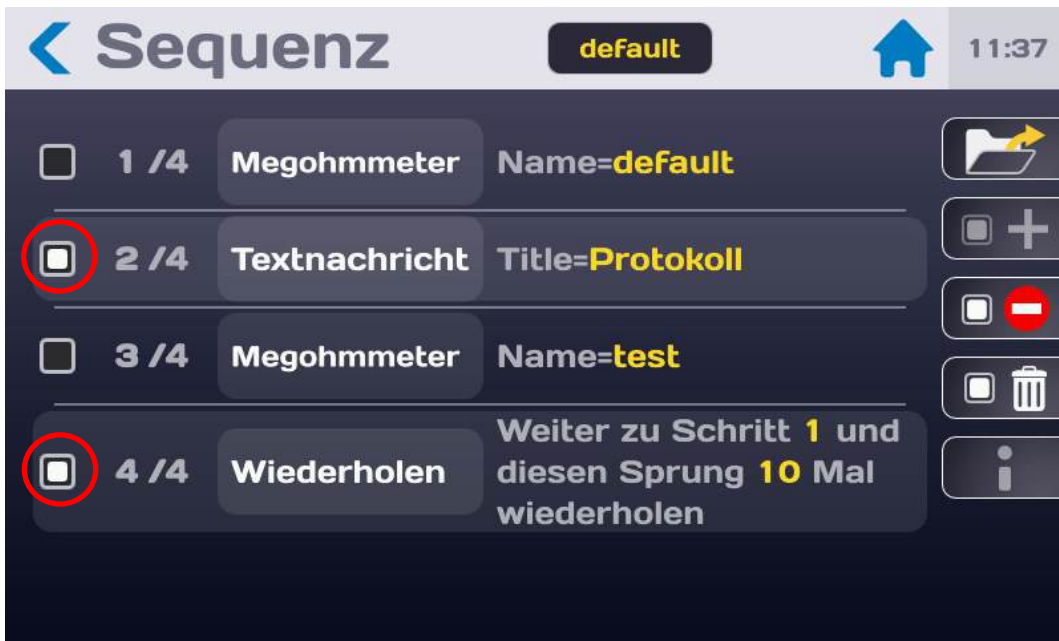 Sequenz default 11:37
1 /4 Megohmmeter Name=default
2 /4 Textnachricht Title=Protokoll
3 /4 Megohmmeter Name=test
4 /4 Wiederholen Weiter zu Schritt 1 und
diesen Sprung 10 Mal
wiederholen